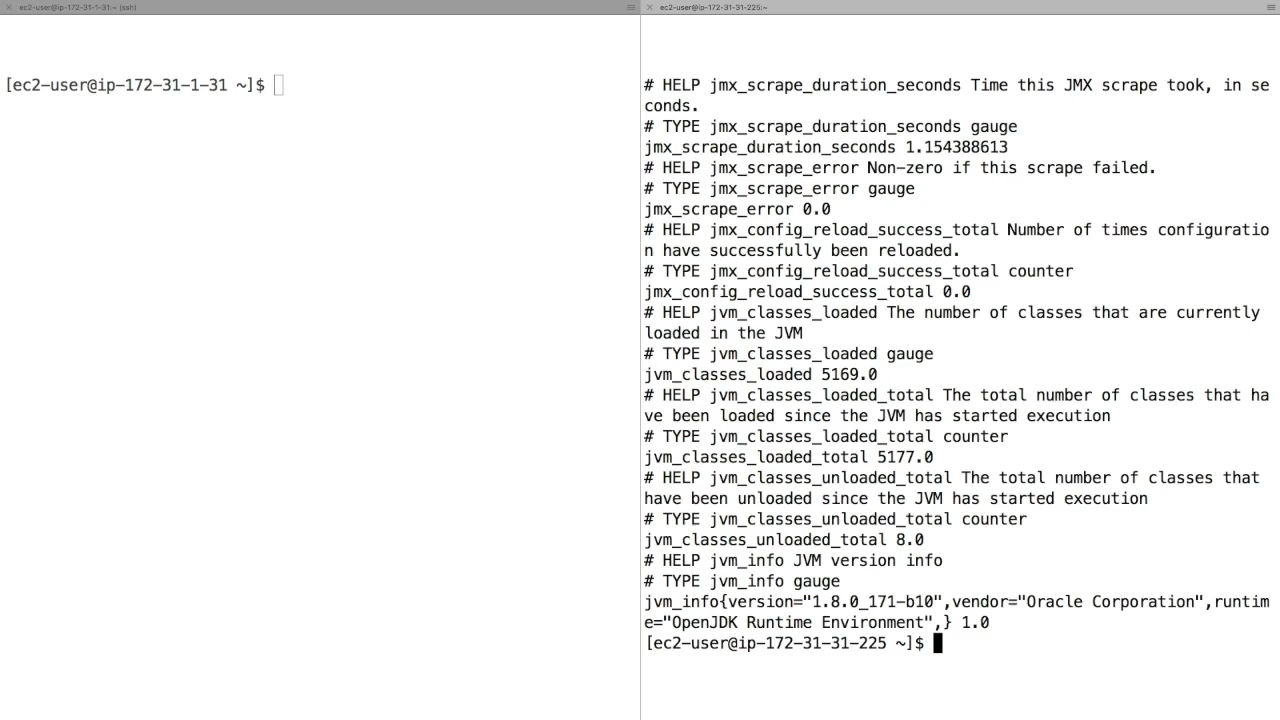 ec2-user@ip-172-31-1-31:~ (ssh)
[ec2-user@ip-172-31-1-31 ~]$
ec2-user@ip-172-31-31-225:~
# HELP jmx_scrape_duration_seconds Time this JMX scrape took, in se
conds.
# TYPE jmx_scrape_duration_seconds gauge
jmx_scrape_duration_seconds 1.154388613
# HELP jmx_scrape_error Non-zero if this scrape failed.
# TYPE jmx_scrape_error gauge
jmx_scrape_error 0.0
# HELP jmx_config_reload_success_total Number of times configuratio
n have successfully been reloaded.
# TYPE jmx_config_reload_success_total counter
jmx_config_reload_success_total 0.0
# HELP jvm_classes_loaded The number of classes that are currently
loaded in the JVM
# TYPE jvm_classes_loaded gauge
jvm_classes_loaded 5169.0
# HELP jvm_classes_loaded_total The total number of classes that ha
ve been loaded since the JVM has started execution
# TYPE jvm_classes_loaded_total counter
jvm_classes_loaded_total 5177.0
# HELP jvm_classes_unloaded_total The total number of classes that
have been unloaded since the JVM has started execution
# TYPE jvm_classes_unloaded_total counter
jvm_classes_unloaded_total 8.0
# HELP jvm_info JVM version info
# TYPE jvm_info gauge
jvm_info{version="1.8.0_171-b10",vendor="Oracle Corporation",runtim
e="OpenJDK Runtime Environment",} 1.0
[ec2-user@ip-172-31-31-225 ~]$